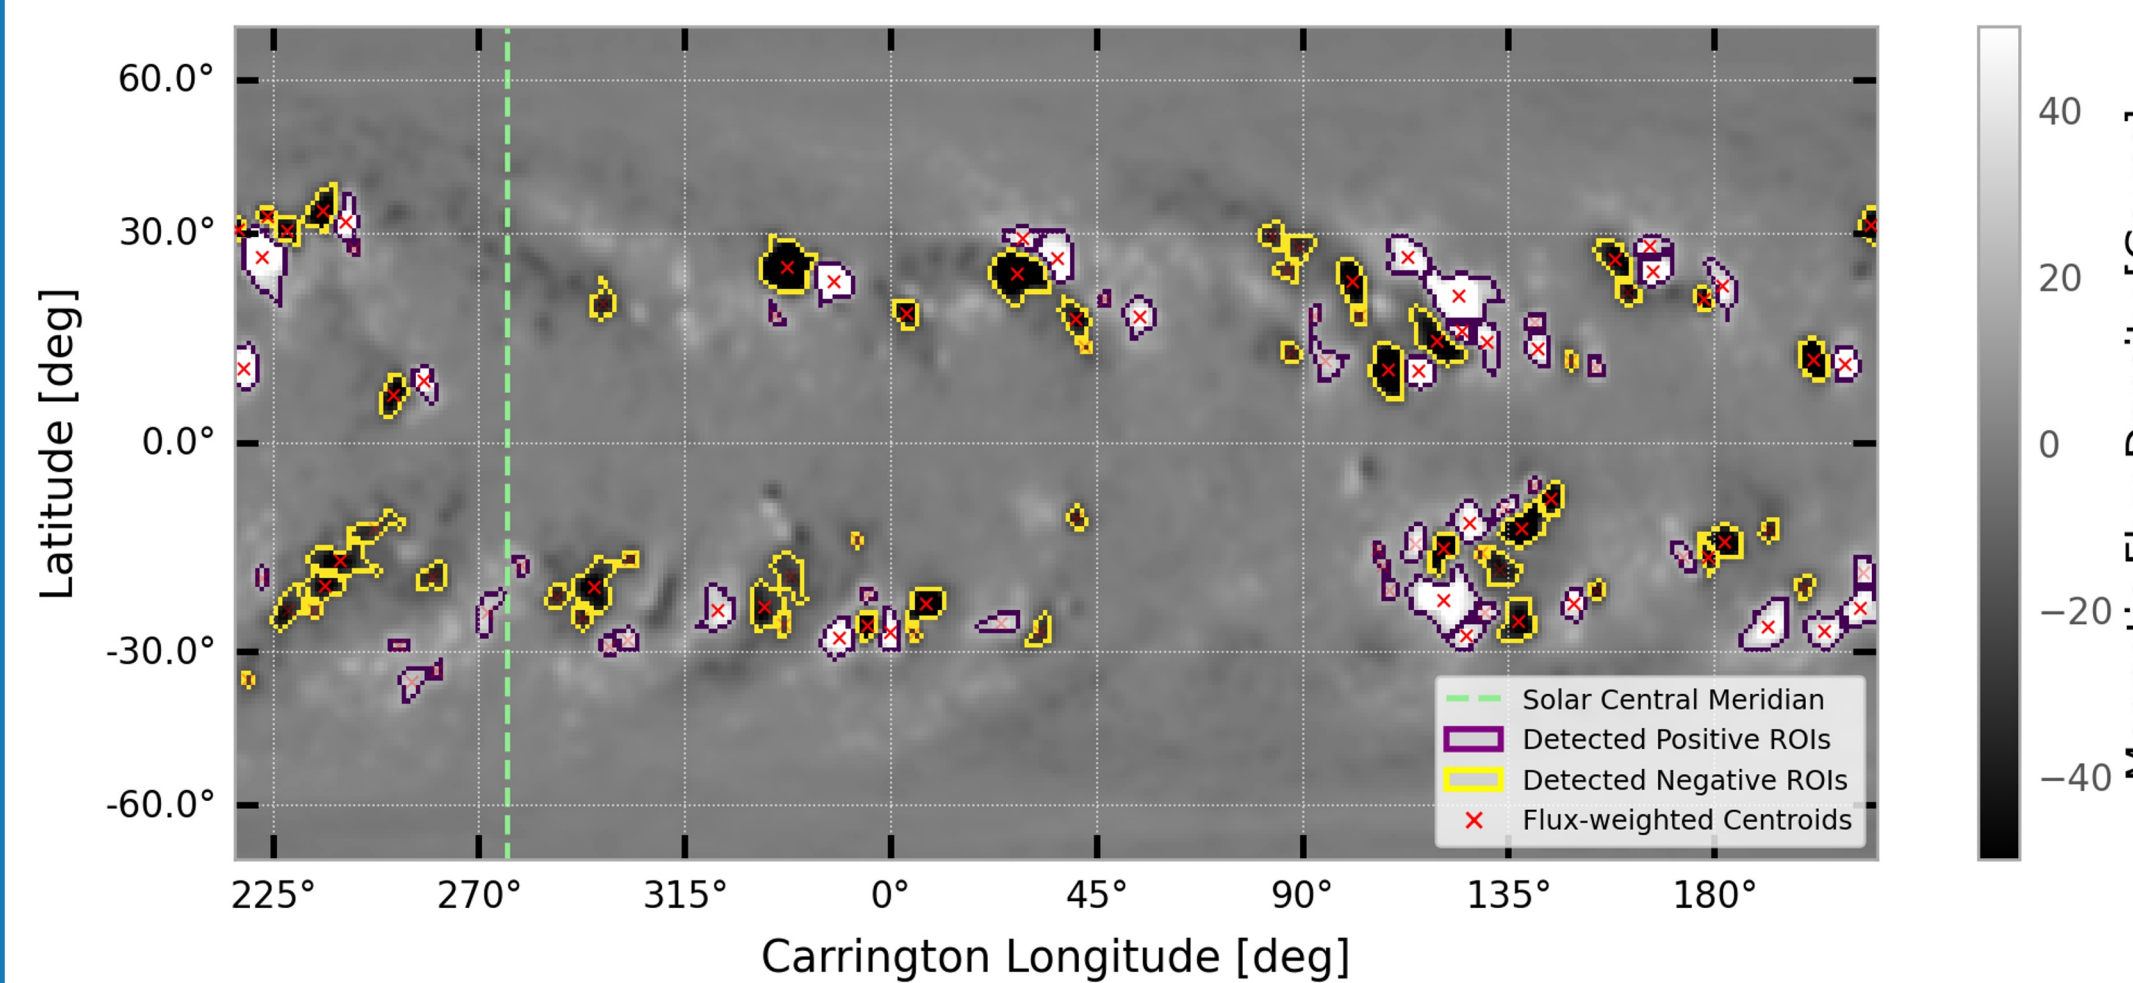 60.0°
30.0°
0.0°
-30.0°
-60.0°
Latitude [deg]
225° 270° 315° 0° 45° 90° 135° 180°
Carrington Longitude [deg]
Solar Central Meridian
Detected Positive ROIs
Detected Negative ROIs
Flux-weighted Centroids
40
20
0
−20
−40